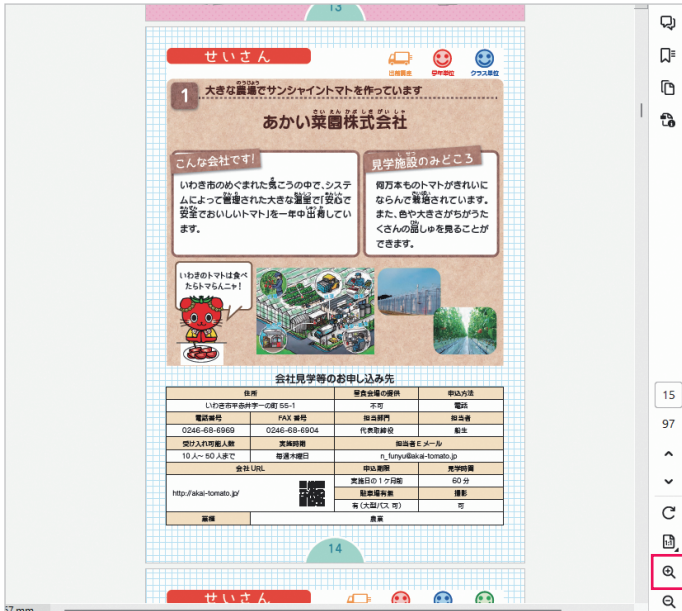 13
せいさん
出前講座
学年単位
クラス単位
1
大きな農場でサンシャイントマトを作っています
あかい菜園株式会社
こんな会社です!
いわき市のめぐまれた気こうの中で、システ
ムによって管理された大きな温室で「安心で
安全でおいしいトマト」を一年中出荷してい
ます。
見学施設のみどころ
何万本ものトマトがきれいに
ならんで栽培されています。
また、色や大きさがちがうた
くさんの品しゅを見ることが
できます。
いわきのトマトは食べ
たらトマらんニャ!
会社見学等のお申し込み先
住所 昼食会場の提供 申込方法
いわき市平赤井字一の町 55-1 不可 電話
電話番号 FAX 番号 担当部門 担当者
0246-68-6969 0246-68-6904 代表取締役 船生
受け入れ可能人数 実施時期 担当者 E メール
10 人~ 50 人まで 毎週木曜日 n_funyu@akai-tomato.jp
会社 URL 申込期限 見学時間
実施日の 1 ケ月前 60 分
http://akai-tomato.jp/ 駐車場有無 撮影
有(大型バス 可) 可
業種 農業
14
せいさん
15
97
1:1
57 mm